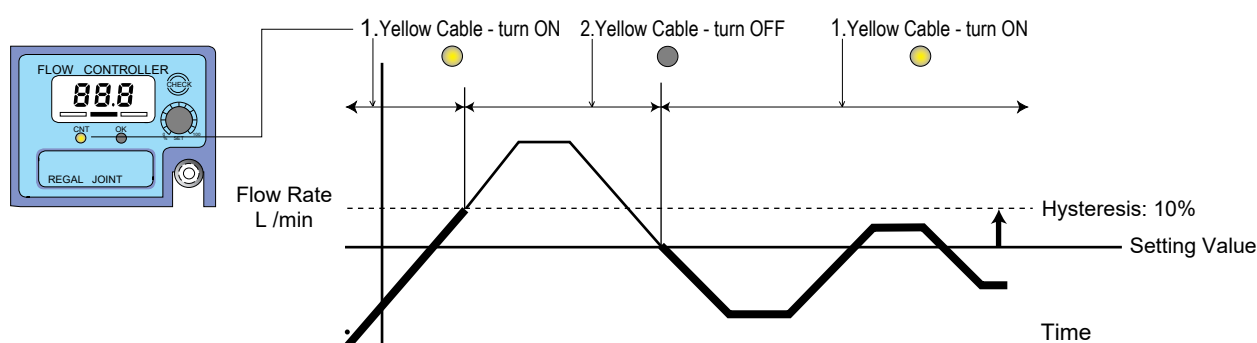 1.Yellow Cable - turn ON
2.Yellow Cable - turn OFF
1.Yellow Cable - turn ON
FLOW CONTROLLER
CHECK
88.8
CNT
OK
SET
REGAL JOINT
Flow Rate
L /min
Hysteresis: 10%
Setting Value
Time